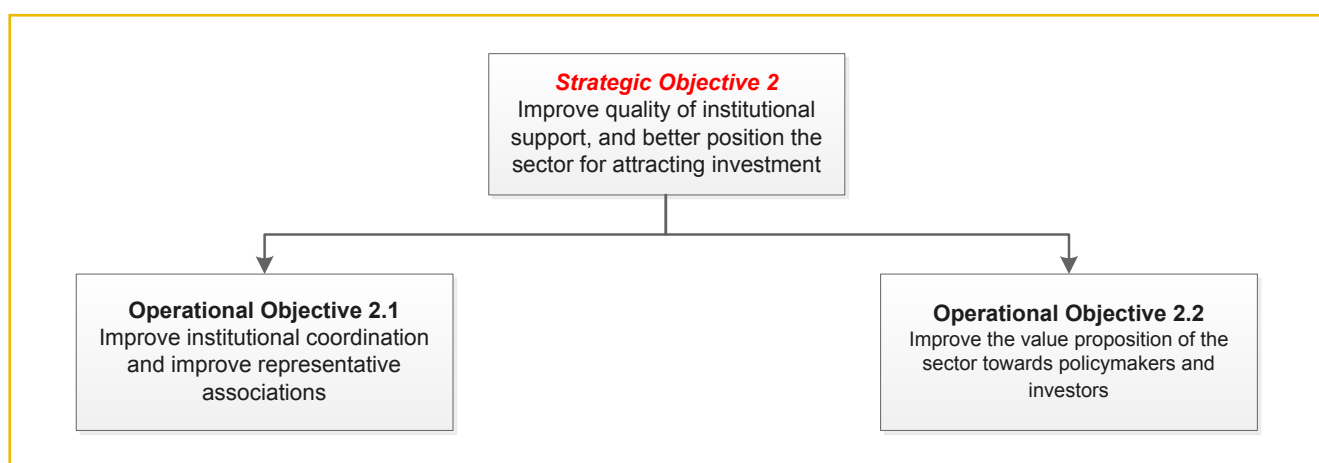 Strategic Objective 2
Improve quality of institutional
support, and better position the
sector for attracting investment
Operational Objective 2.1
Improve institutional coordination
and improve representative
associations
Operational Objective 2.2
Improve the value proposition of the
sector towards policymakers and
investors